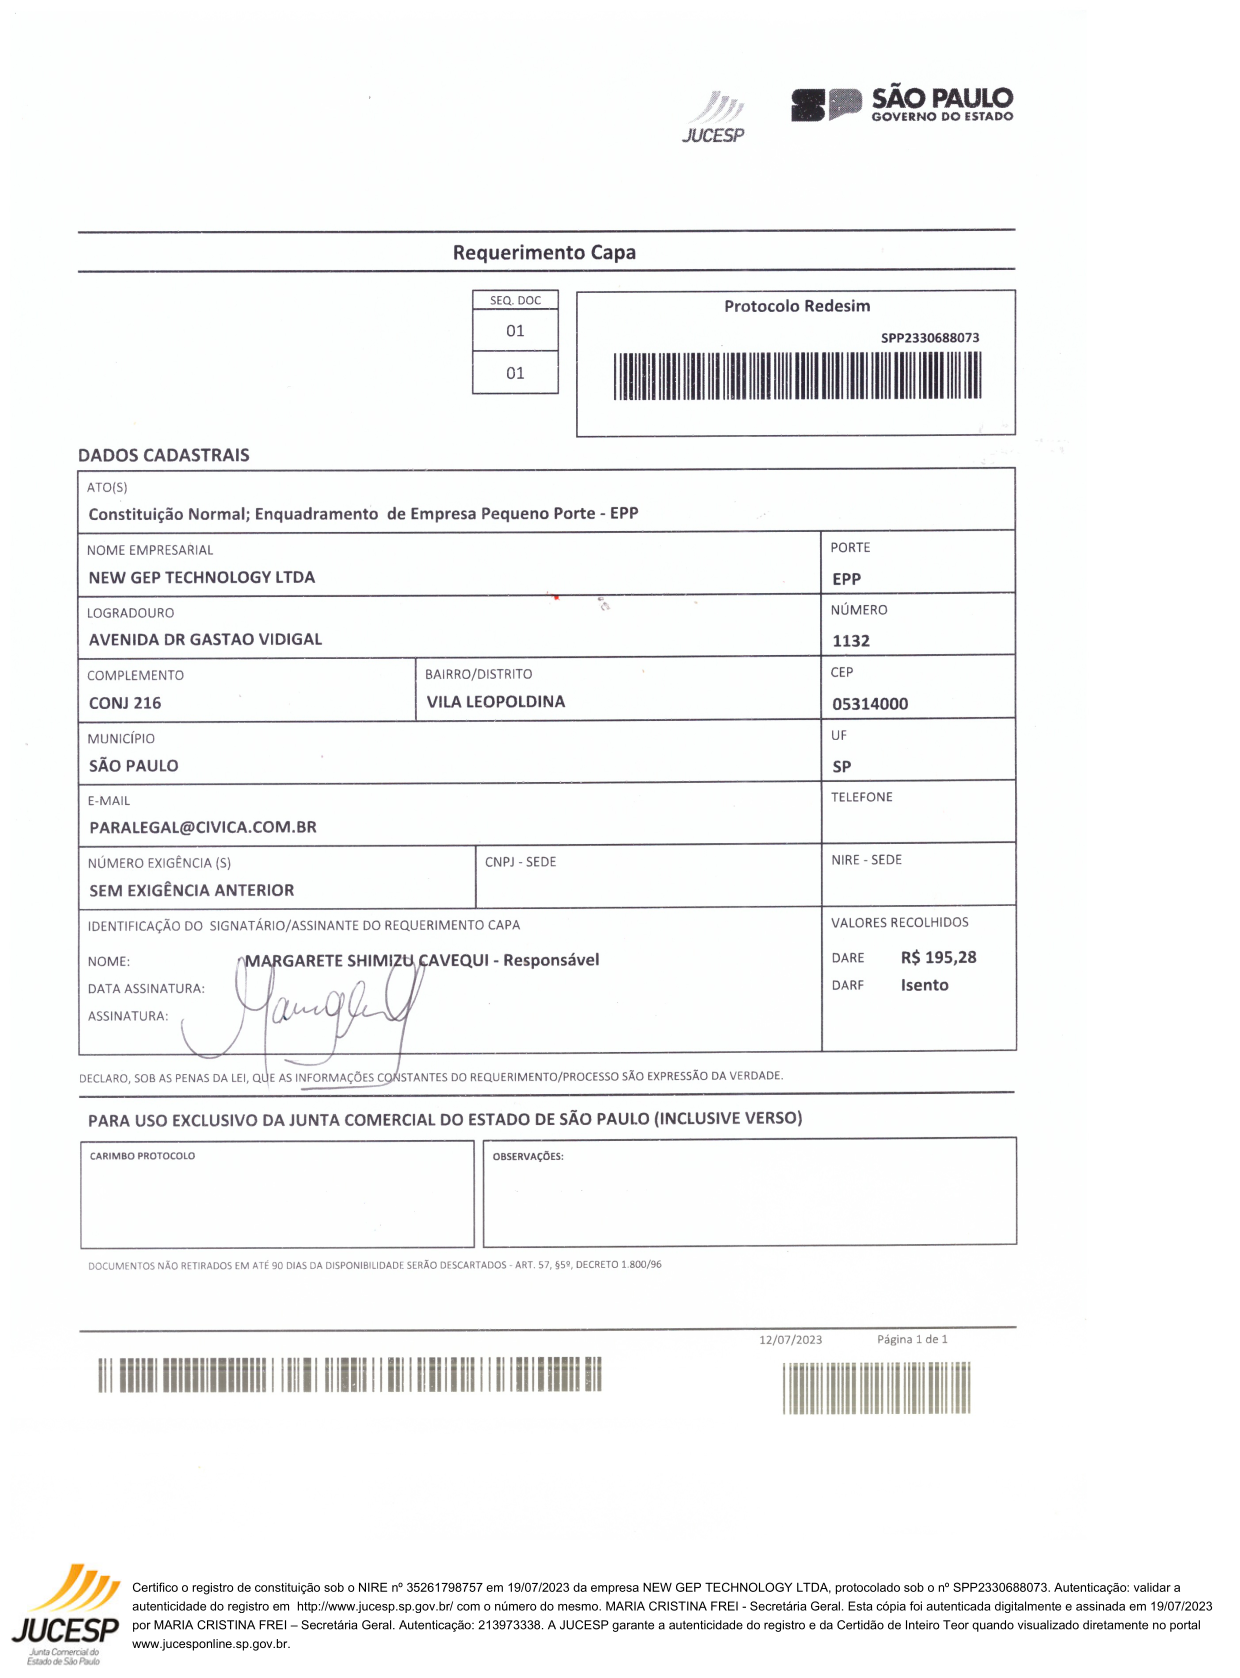 JUCESP
SÃO PAULO
GOVERNO DO ESTADO
Requerimento Capa
SEQ. DOC
01
01
Protocolo Redesim
SPP2330688073
DADOS CADASTRAIS
ATO(S)
Constituição Normal; Enquadramento de Empresa Pequeno Porte - EPP
NOME EMPRESARIAL
NEW GEP TECHNOLOGY LTDA
PORTE
EPP
LOGRADOURO
AVENIDA DR GASTAO VIDIGAL
NÚMERO
1132
COMPLEMENTO
CONJ 216
BAIRRO/DISTRITO
VILA LEOPOLDINA
CEP
05314000
MUNICÍPIO
SÃO PAULO
UF
SP
E-MAIL
PARALEGAL@CIVICA.COM.BR
TELEFONE
NÚMERO EXIGÊNCIA (S)
SEM EXIGÊNCIA ANTERIOR
CNPJ - SEDE
NIRE - SEDE
IDENTIFICAÇÃO DO SIGNATÁRIO/ASSINANTE DO REQUERIMENTO CAPA
NOME: MARGARETE SHIMIZU CAVEQUI - Responsável
DATA ASSINATURA:
ASSINATURA:
VALORES RECOLHIDOS
DARE R$ 195,28
DARF Isento
DECLARO, SOB AS PENAS DA LEI, QUE AS INFORMAÇÕES CONSTANTES DO REQUERIMENTO/PROCESSO SÃO EXPRESSÃO DA VERDADE.
PARA USO EXCLUSIVO DA JUNTA COMERCIAL DO ESTADO DE SÃO PAULO (INCLUSIVE VERSO)
CARIMBO PROTOCOLO
OBSERVAÇÕES:
DOCUMENTOS NÃO RETIRADOS EM ATÉ 90 DIAS DA DISPONIBILIDADE SERÃO DESCARTADOS - ART. 57, §5º, DECRETO 1.800/96
12/07/2023 Página 1 de 1
JUCESP
Junta Comercial do
Estado de São Paulo
Certifico o registro de constituição sob o NIRE nº 35261798757 em 19/07/2023 da empresa NEW GEP TECHNOLOGY LTDA, protocolado sob o nº SPP2330688073. Autenticação: validar a
autenticidade do registro em http://www.jucesp.sp.gov.br/ com o número do mesmo. MARIA CRISTINA FREI - Secretária Geral. Esta cópia foi autenticada digitalmente e assinada em 19/07/2023
por MARIA CRISTINA FREI – Secretária Geral. Autenticação: 213973338. A JUCESP garante a autenticidade do registro e da Certidão de Inteiro Teor quando visualizado diretamente no portal
www.jucesponline.sp.gov.br.